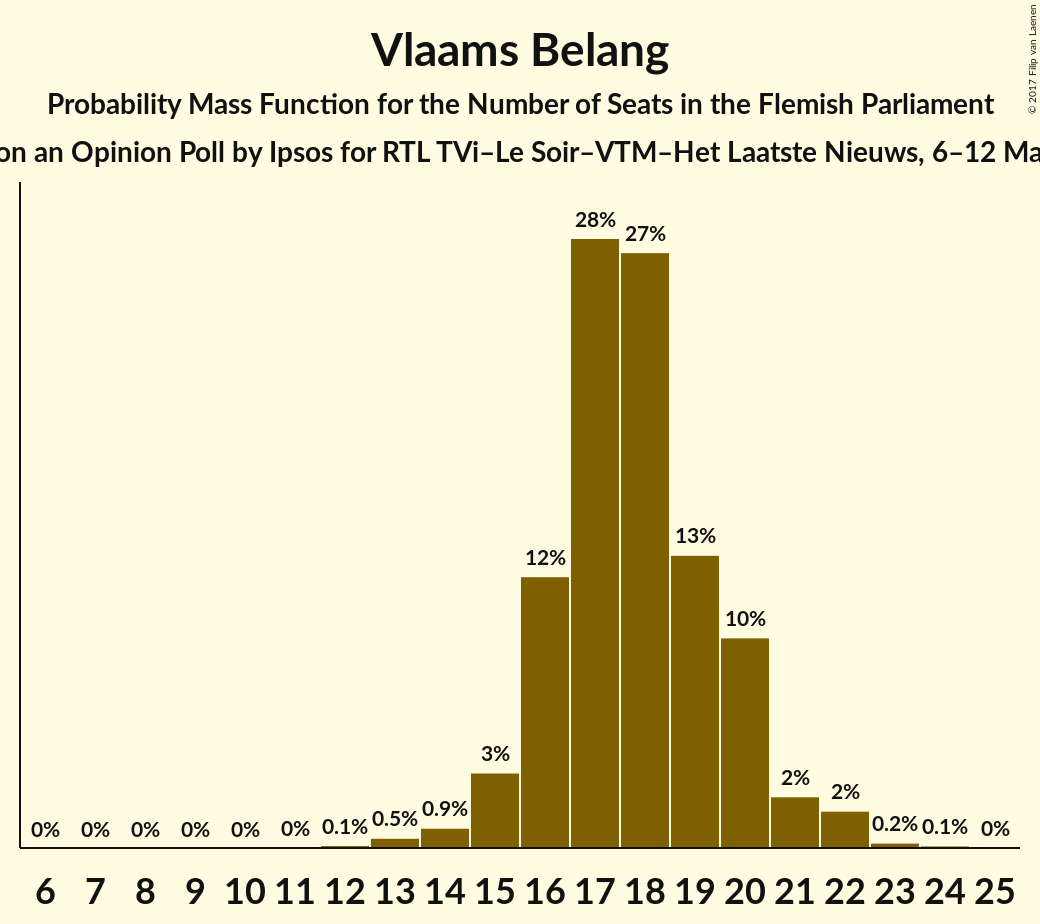 Vlaams Belang
Probability Mass Function for the Number of Seats in the Flemish Parliament
on an Opinion Poll by Ipsos for RTL TVi–Le Soir–VTM–Het Laatste Nieuws, 6–12 Ma
© 2017 Filip van Laenen
28%
27%
13%
12%
10%
3%
2%
2%
0% 0% 0% 0% 0% 0% 0.1% 0.5% 0.9% 0.2% 0.1% 0%
6 7 8 9 10 11 12 13 14 15 16 17 18 19 20 21 22 23 24 25